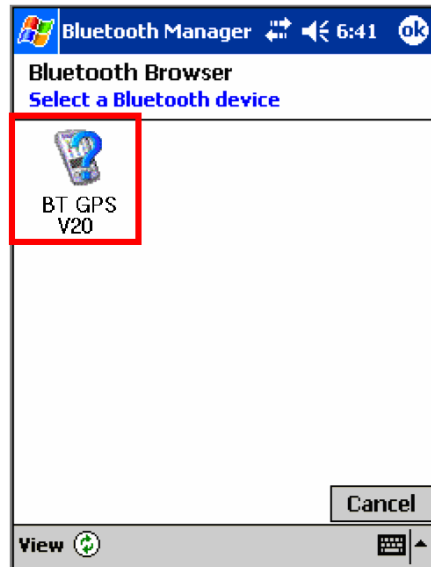 Bluetooth Manager 6:41 ok
Bluetooth Browser
Select a Bluetooth device
BT GPS
V20
Cancel
View